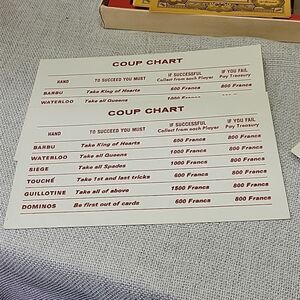 COUP CHART
HAND TO SUCCEED YOU MUST IF SUCCESSFUL Collect from each Player IF YOU FAIL Pay Treasury
BARBU Take King of Hearts 600 Francs 800 Francs
WATERLOO Take all Queens 1000 Francs
COUP CHART
HAND TO SUCCEED YOU MUST IF SUCCESSFUL Collect from each Player IF YOU FAIL Pay Treasury
BARBU Take King of Hearts 600 Francs 800 Francs
WATERLOO Take all Queens 1000 Francs 800 Francs
SIEGE Take all Spades 1000 Francs 800 Francs
TOUCHÉ Take 1st and last tricks 600 Francs 800 Francs
GUILLOTINE Take all of above 1500 Francs 800 Francs
DOMINOS Be first out of cards 600 Francs 800 Francs